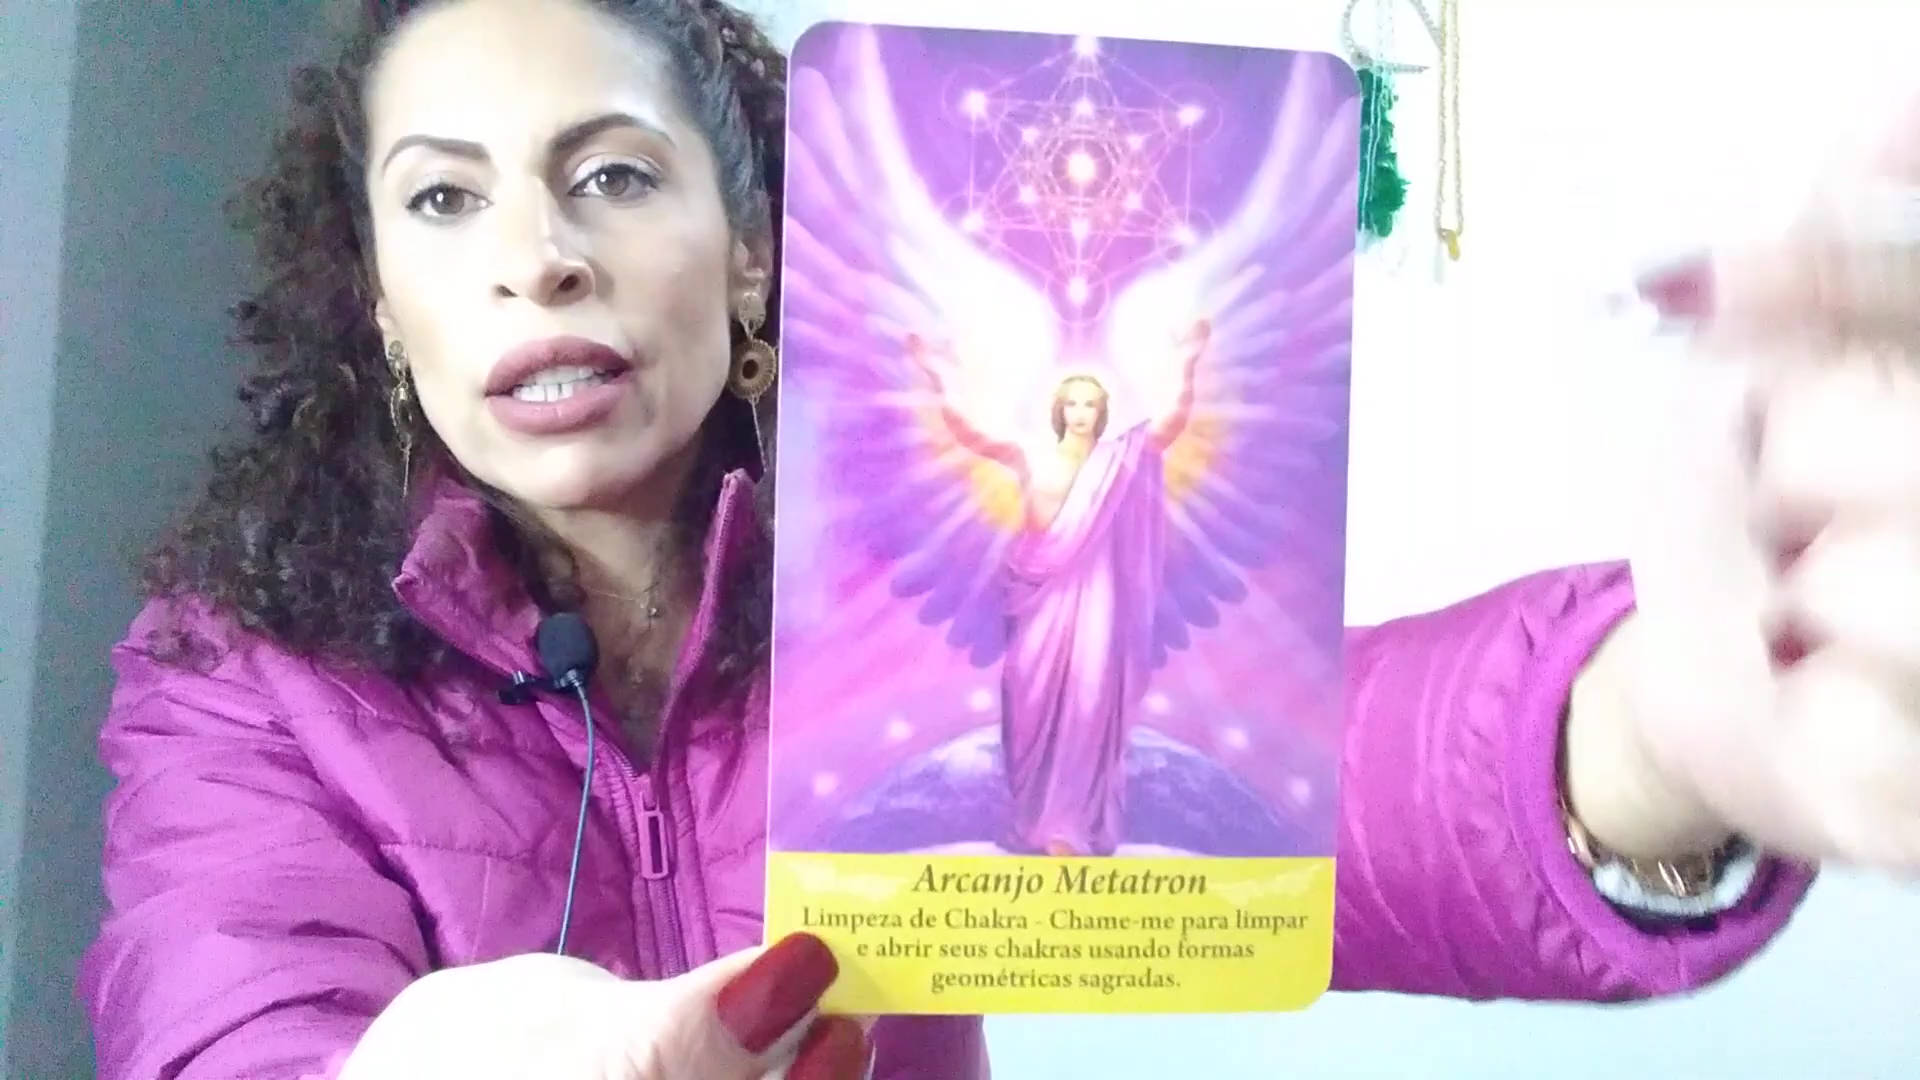 Arcanjo Metatron
Limpeza de Chakra - Chame-me para limpar
e abrir seus chakras usando formas
geométricas sagradas.